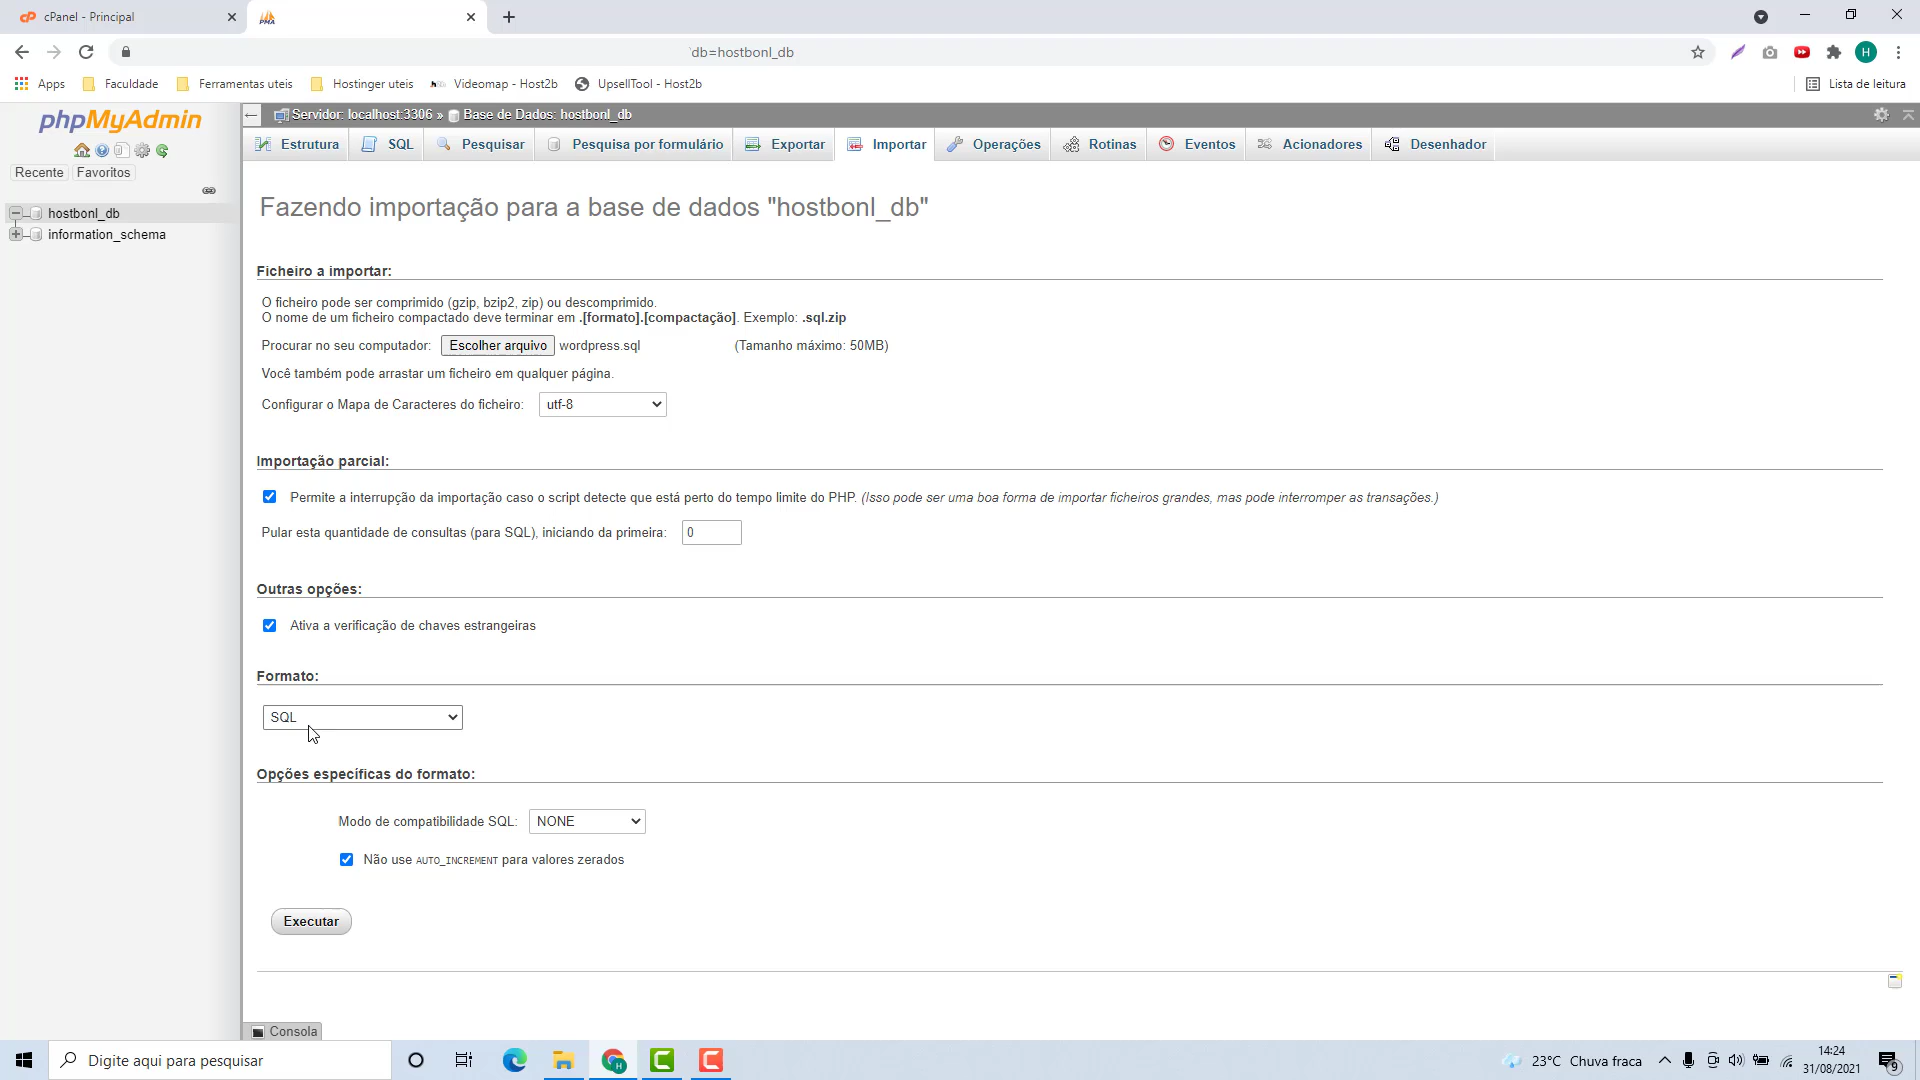 cPanel - Principal
PMA
db=hostbonl_db
H
Apps
Faculdade
Ferramentas uteis
Hostinger uteis
Videomap - Host2b
UpsellTool - Host2b
Lista de leitura
phpMyAdmin
Recente
Favoritos
hostbonl_db
information_schema
Servidor: localhost:3306 » Base de Dados: hostbonl_db
Estrutura
SQL
Pesquisar
Pesquisa por formulário
Exportar
Importar
Operações
Rotinas
Eventos
Acionadores
Desenhador
Fazendo importação para a base de dados "hostbonl_db"
Ficheiro a importar:
O ficheiro pode ser comprimido (gzip, bzip2, zip) ou descomprimido.
O nome de um ficheiro compactado deve terminar em .[formato].[compactação]. Exemplo: .sql.zip
Procurar no seu computador: Escolher arquivo wordpress.sql (Tamanho máximo: 50MB)
Você também pode arrastar um ficheiro em qualquer página.
Configurar o Mapa de Caracteres do ficheiro: utf-8
Importação parcial:
Permite a interrupção da importação caso o script detecte que está perto do tempo limite do PHP. (Isso pode ser uma boa forma de importar ficheiros grandes, mas pode interromper as transações.)
Pular esta quantidade de consultas (para SQL), iniciando da primeira: 0
Outras opções:
Ativa a verificação de chaves estrangeiras
Formato:
SQL
Opções específicas do formato:
Modo de compatibilidade SQL: NONE
Não use AUTO_INCREMENT para valores zerados
Executar
Consola
Digite aqui para pesquisar
H
23°C Chuva fraca
14:24
31/08/2021
9